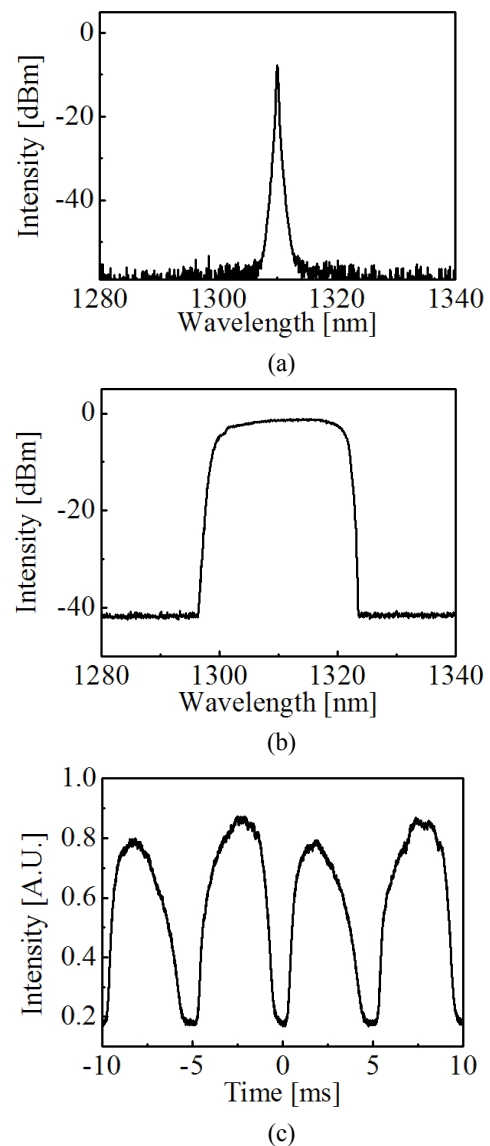 Intensity [dBm]
0
-20
-40
1280 1300 1320 1340
Wavelength [nm]
(a)
Intensity [dBm]
0
-20
-40
1280 1300 1320 1340
Wavelength [nm]
(b)
Intensity [A.U.]
1.0
0.8
0.6
0.4
0.2
-10 -5 0 5 10
Time [ms]
(c)